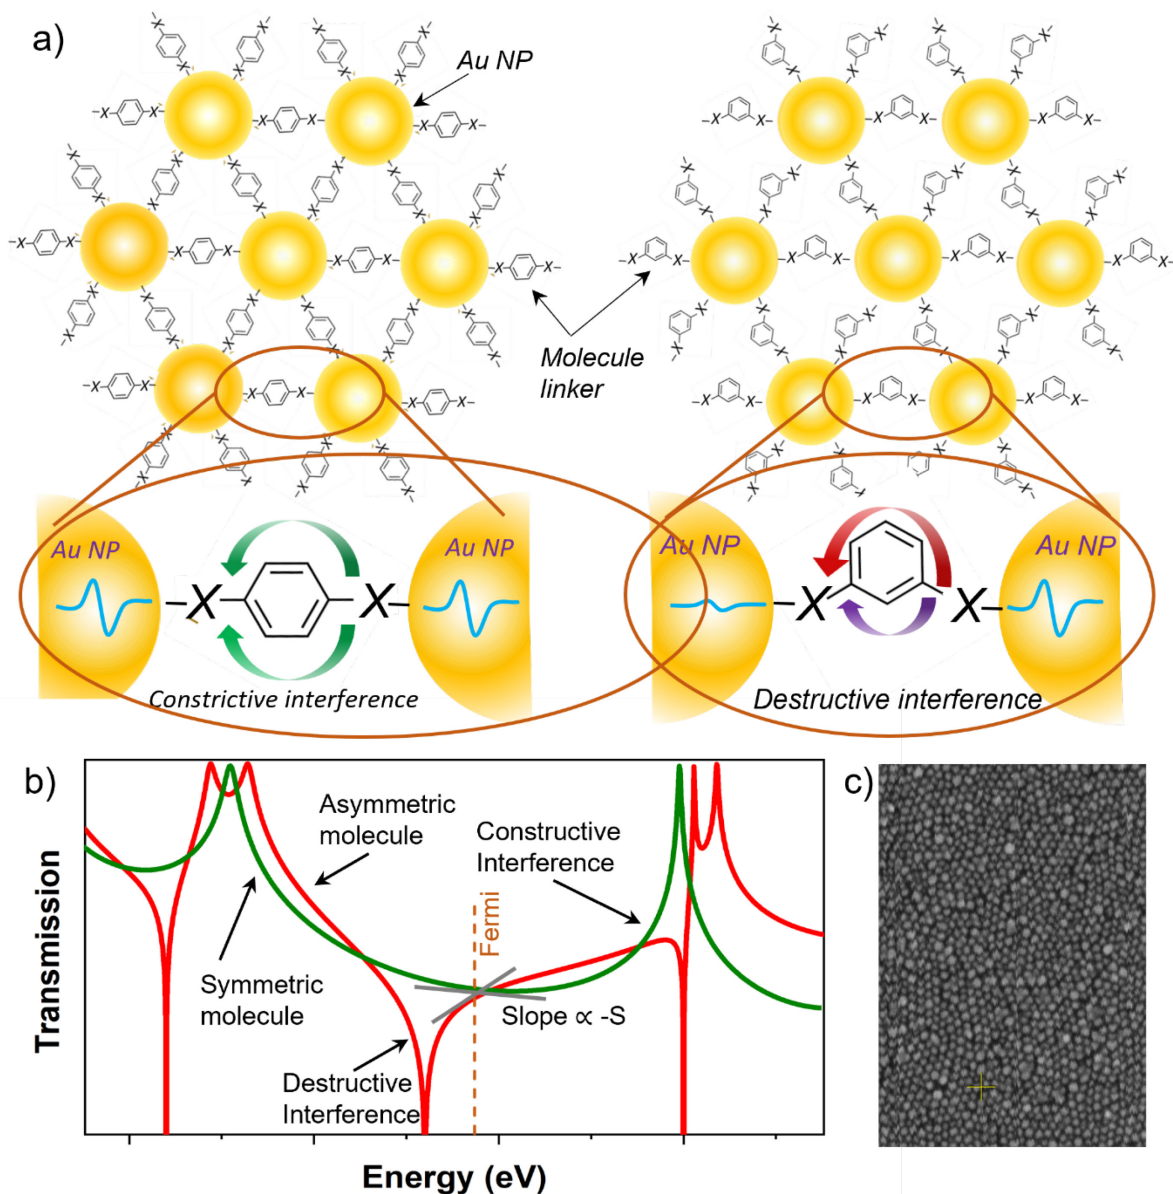 a)
Au NP
Molecule
linker
Au NP
Au NP
Au NP
Au NP
X
X
X
X
Constrictive interference
Destructive interference
b)
c)
Asymmetric
molecule
Constructive
Interference
Fermi
Symmetric
molecule
Slope ∝ -S
Destructive
Interference
Transmission
Energy (eV)